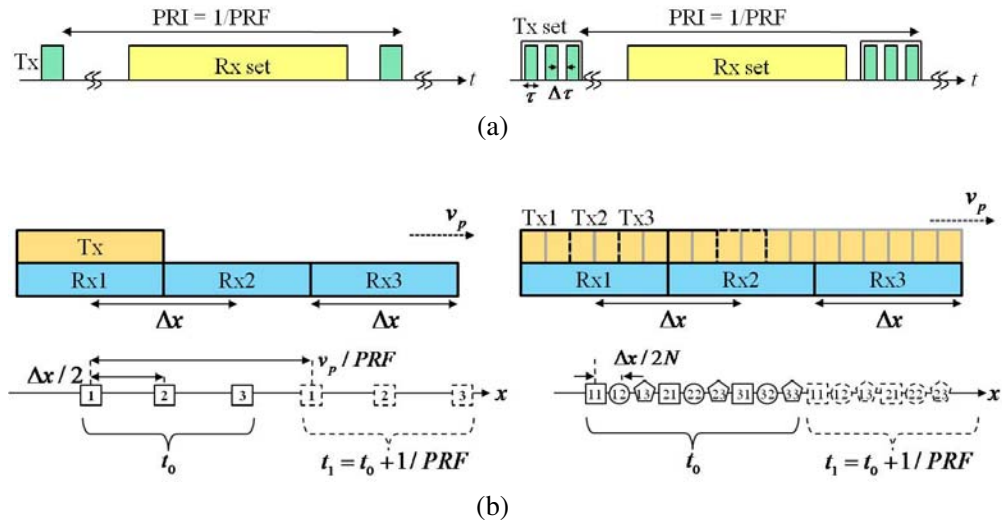 PRI = 1/PRF
Tx
Rx set
t
Tx set
PRI = 1/PRF
Rx set
τ
Δτ
t
(a)
v_p
Tx
Rx1 Rx2 Rx3
Δx
Δx
Δx/2
v_p / PRF
1 2 3 1 2 3
x
t_0
t_1 = t_0 + 1/PRF
Tx1 Tx2 Tx3
v_p
Rx1 Rx2 Rx3
Δx
Δx
Δx/2N
11 12 13 21 22 23 31 32 33 11 12 13 21 22 23
x
t_0
t_1 = t_0 + 1/PRF
(b)